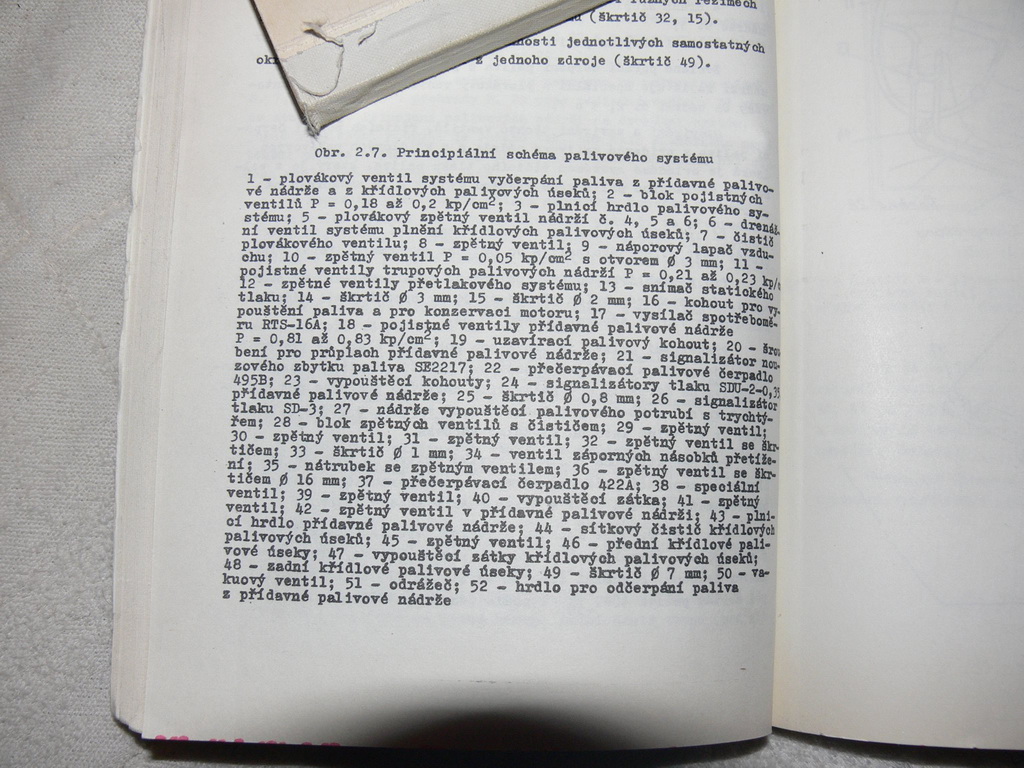 různých režimech
(škrtič 32, 15).
nosti jednotlivých samostatných
z jednoho zdroje (škrtič 49).
Obr. 2.7. Principiální schéma palivového systému
1 - plovákový ventil systému vyčerpání paliva z přídavné palivo-
vé nádrže a z křídlových palivových úseků; 2 - blok pojistných
ventilů P = 0,18 až 0,2 kp/cm²; 3 - plnicí hrdlo palivového sy-
stému; 5 - plovákový zpětný ventil nádrží č. 4, 5 a 6; 6 - drenáž-
ní ventil systému plnění křídlových palivových úseků; 7 - čistič
plovákového ventilu; 8 - zpětný ventil; 9 - náporový lapač vzdu-
chu; 10 - zpětný ventil P = 0,05 kp/cm² s otvorem Ø 3 mm; 11 -
pojistné ventily trupových palivových nádrží P = 0,21 až 0,23 kp/c
12 - zpětné ventily přetlakového systému; 13 - snímač statického
tlaku; 14 - škrtič Ø 3 mm; 15 - škrtič Ø 2 mm; 16 - kohout pro vy-
pouštění paliva a pro konzervaci motoru; 17 - vysílač spotřebomě-
ru RTS-16A; 18 - pojistné ventily přídavné palivové nádrže
P = 0,81 až 0,83 kp/cm²; 19 - uzavírací palivový kohout; 20 - šrou
bení pro průplach přídavné palivové nádrže; 21 - signalizátor nou-
zového zbytku paliva SE2217; 22 - přečerpávací palivové čerpadlo
495B; 23 - vypouštěcí kohouty; 24 - signalizátory tlaku SDU-2-0,35
přídavné palivové nádrže; 25 - škrtič Ø 0,8 mm; 26 - signalizátor
tlaku SD-3; 27 - nádrže vypouštěcí palivového potrubí s trychtý-
řem; 28 - blok zpětných ventilů s čističem; 29 - zpětný ventil;
30 - zpětný ventil; 31 - zpětný ventil; 32 - zpětný ventil se škr-
tičem; 33 - škrtič Ø 1 mm; 34 - ventil záporných násobků přetíže-
ní; 35 - nátrubek se zpětným ventilem; 36 - zpětný ventil se škr-
tičem Ø 16 mm; 37 - přečerpávací čerpadlo 422A; 38 - speciální
ventil; 39 - zpětný ventil; 40 - vypouštěcí zátka; 41 - zpětný
ventil; 42 - zpětný ventil v přídavné palivové nádrži; 43 - plni-
cí hrdlo přídavné palivové nádrže; 44 - sítkový čistič křídlových
palivových úseků; 45 - zpětný ventil; 46 - přední křídlové pali-
vové úseky; 47 - vypouštěcí zátky křídlových palivových úseků;
48 - zadní křídlové palivové úseky; 49 - škrtič Ø 7 mm; 50 - va-
kuový ventil; 51 - odrážeč; 52 - hrdlo pro odčerpání paliva
z přídavné palivové nádrže